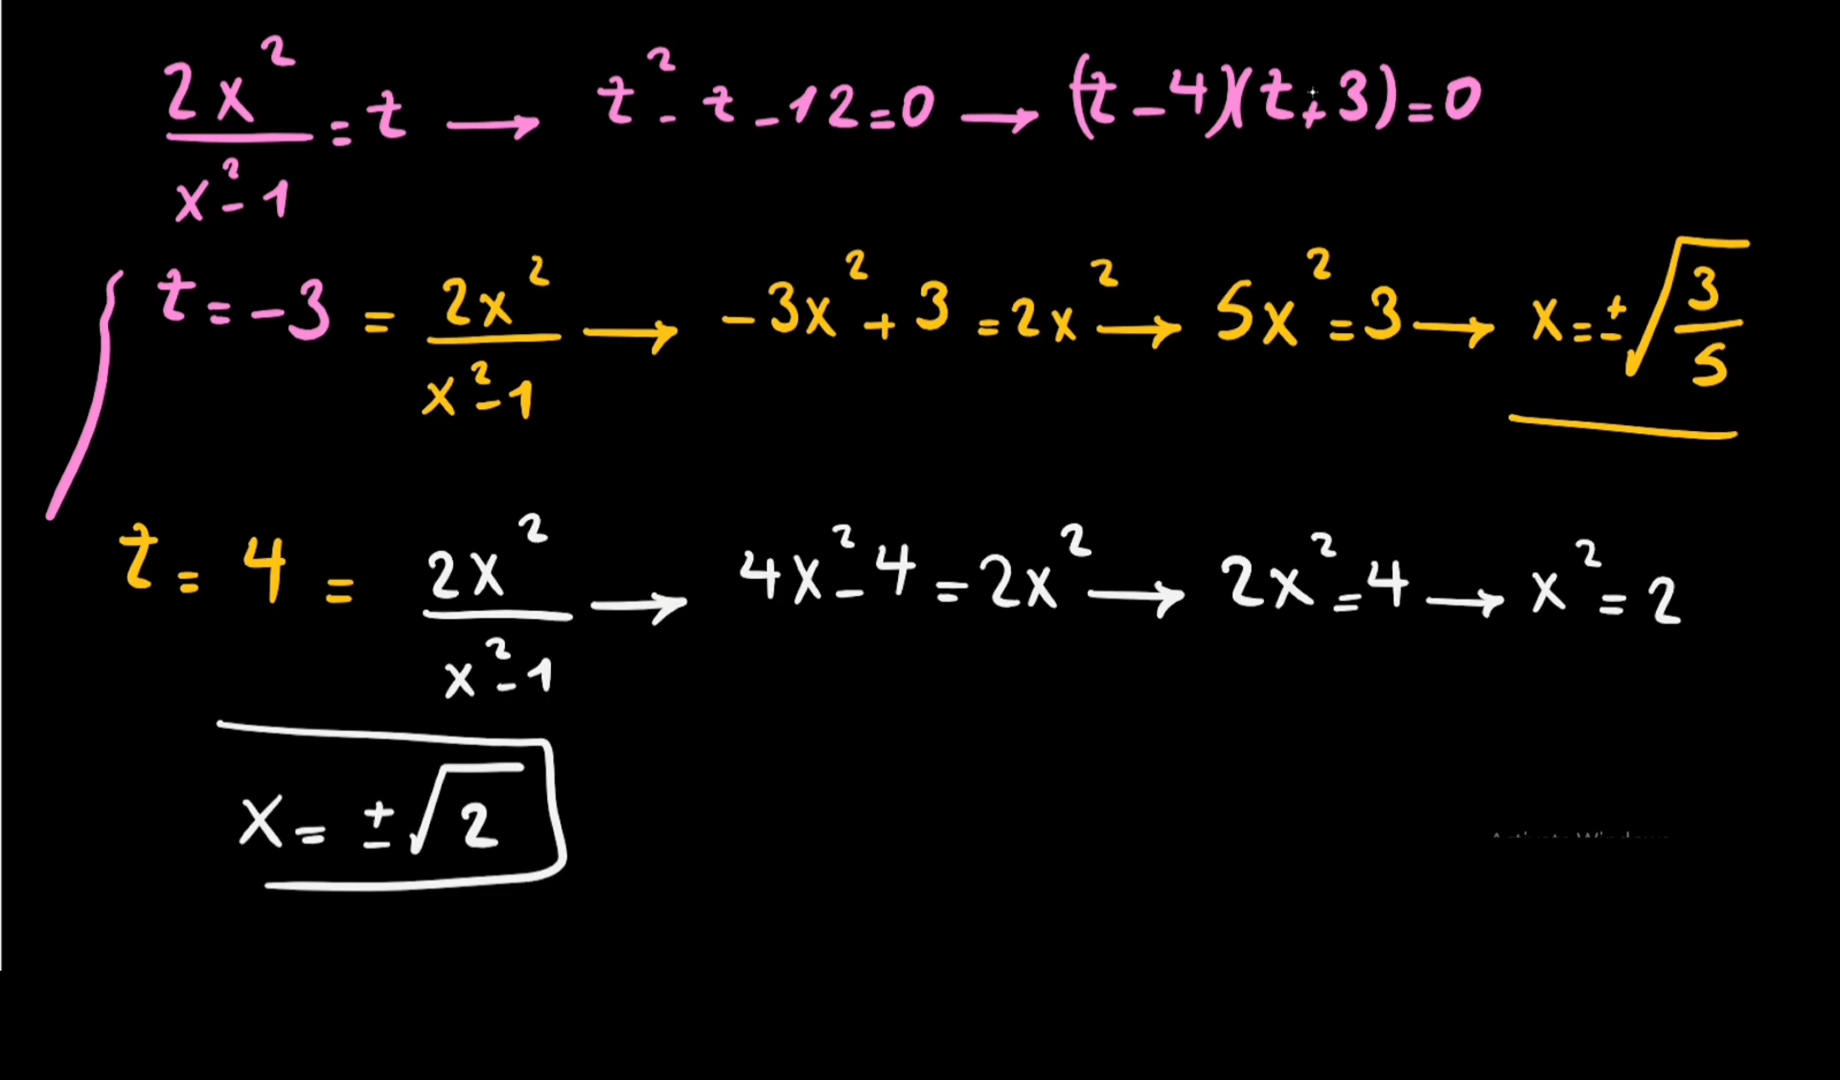 2x²/(x²-1) = t → t² - t - 12 = 0 → (t - 4)(t + 3) = 0
t = -3 = 2x²/(x²-1) → -3x² + 3 = 2x² → 5x² = 3 → x = ±√(3/5)
t = 4 = 2x²/(x²-1) → 4x² - 4 = 2x² → 2x² = 4 → x² = 2
x = ±√2